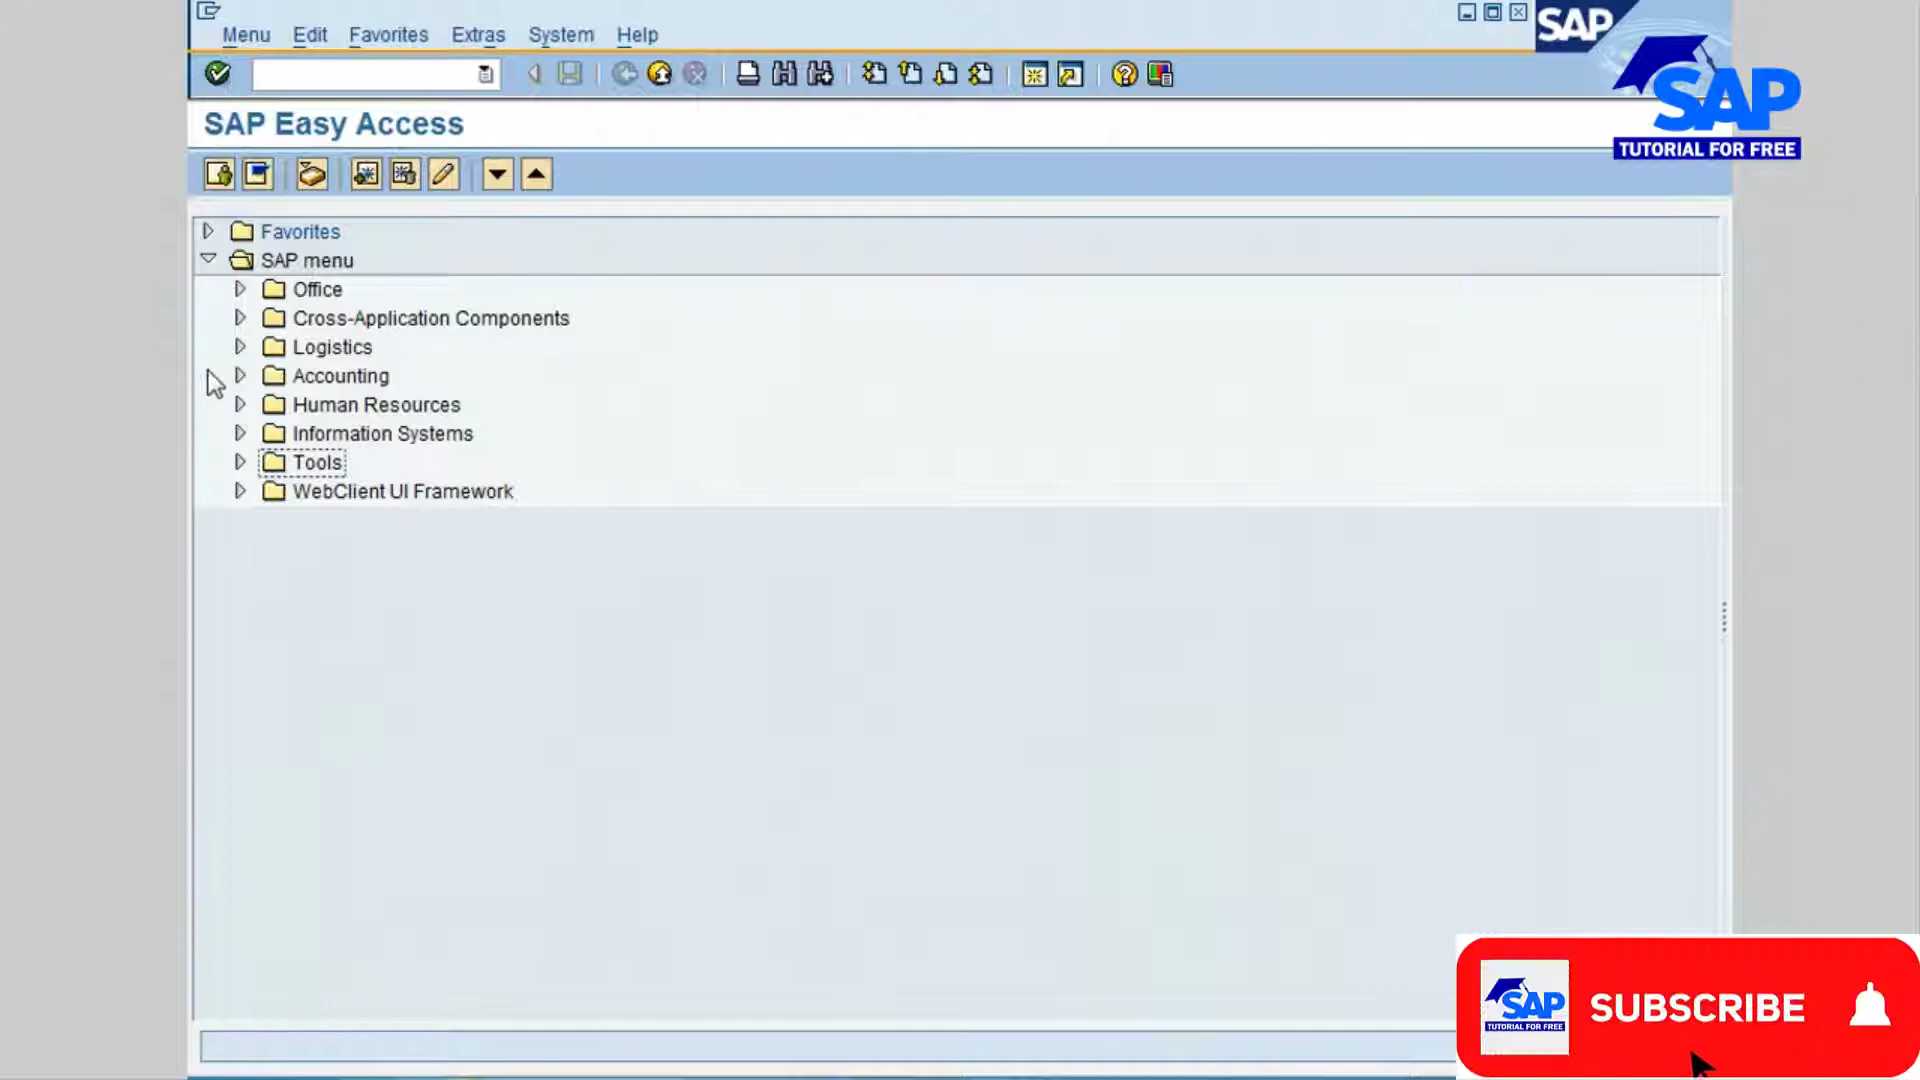 Menu Edit Favorites Extras System Help
SAP
SAP
TUTORIAL FOR FREE
SAP Easy Access
Favorites
SAP menu
Office
Cross-Application Components
Logistics
Accounting
Human Resources
Information Systems
Tools
WebClient UI Framework
SAP
TUTORIAL FOR FREE
SUBSCRIBE